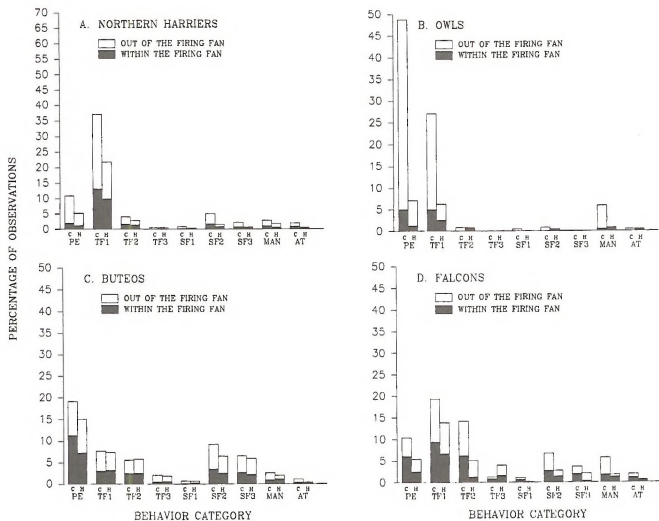 PERCENTAGE OF OBSERVATIONS
A. NORTHERN HARRIERS
OUT OF THE FIRING FAN
WITHIN THE FIRING FAN
70
65
60
55
50
45
40
35
30
25
20
15
10
5
0
C H C H C H C H C H C H C H C H C H
PE TF1 TF2 TF3 SF1 SF2 SF3 MAN AT
B. OWLS
OUT OF THE FIRING FAN
WITHIN THE FIRING FAN
50
45
40
35
30
25
20
15
10
5
0
C H C H C H C H C H C H C H C H C H
PE TF1 TF2 TF3 SF1 SF2 SF3 MAN AT
C. BUTEOS
OUT OF THE FIRING FAN
WITHIN THE FIRING FAN
50
45
40
35
30
25
20
15
10
5
0
C H C H C H C H C H C H C H C H C H
PE TF1 TF2 TF3 SF1 SF2 SF3 MAN AT
BEHAVIOR CATEGORY
D. FALCONS
OUT OF THE FIRING FAN
WITHIN THE FIRING FAN
50
45
40
35
30
25
20
15
10
5
0
C H C H C H C H C H C H C H C H C H
PE TF1 TF2 TF3 SF1 SF2 SF3 MAN AT
BEHAVIOR CATEGORY